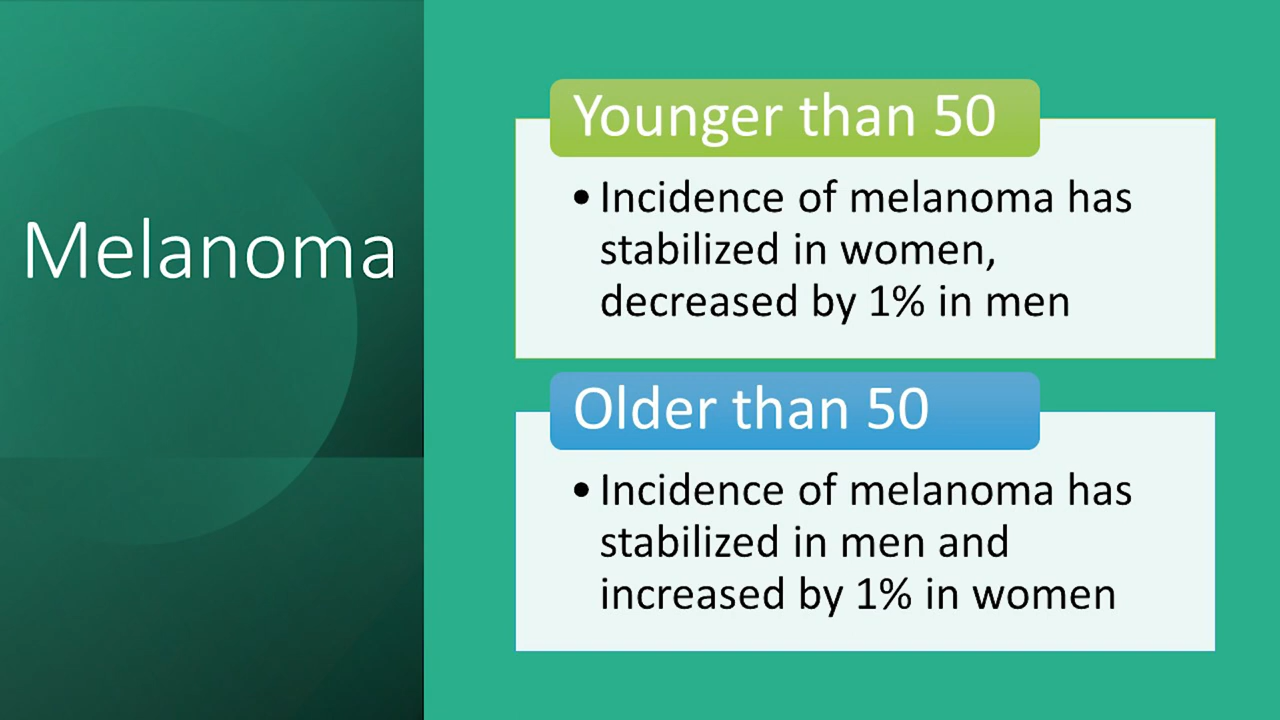 Melanoma
Younger than 50
• Incidence of melanoma has
stabilized in women,
decreased by 1% in men
Older than 50
• Incidence of melanoma has
stabilized in men and
increased by 1% in women